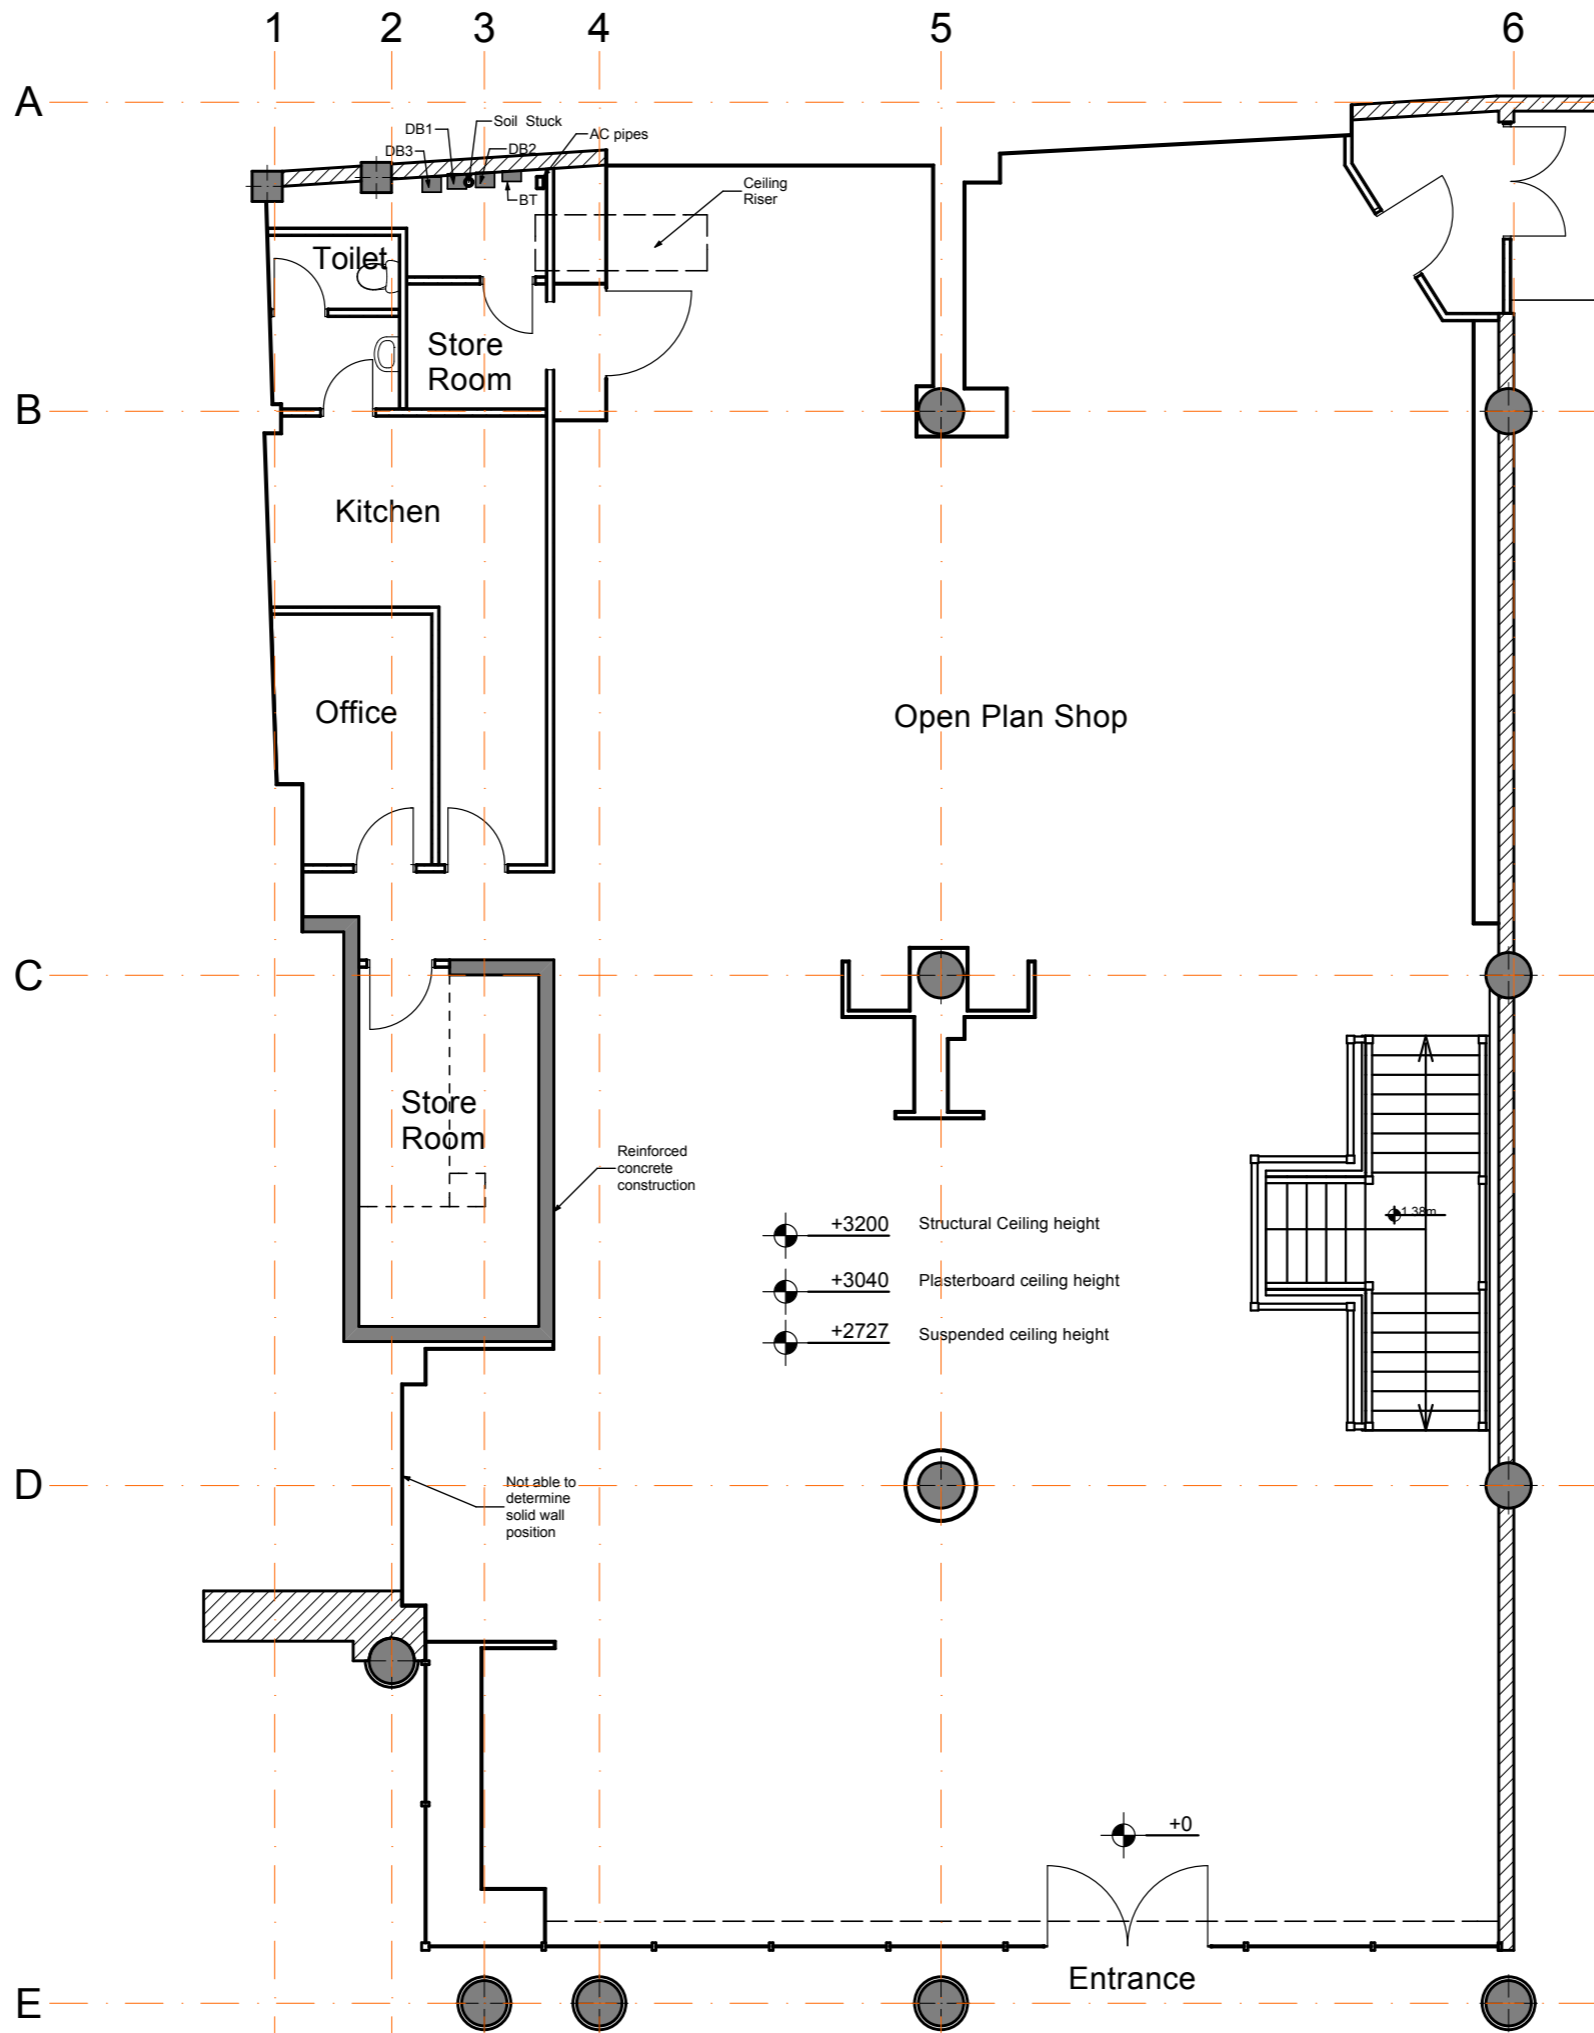 1 2 3 4 5 6
A
Soil Stuck
DB1
AC pipes
DB2
DB3
Ceiling
Riser
BT
Toilet
Store
Room
B
Kitchen
Office
Open Plan Shop
C
Store
Room
Reinforced
concrete
construction
1.38m
+3200 Structural Ceiling height
+3040 Plasterboard ceiling height
+2727 Suspended ceiling height
D
Not able to
determine
solid wall
position
+0
Entrance
E